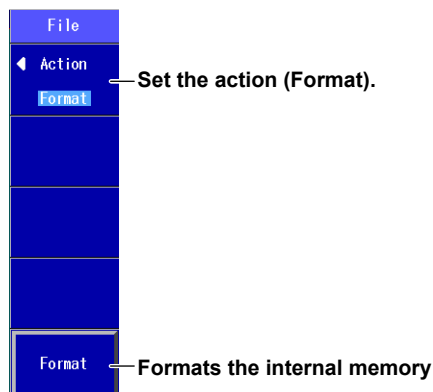 File
Action
Format
Set the action (Format).
Format
Formats the internal memory